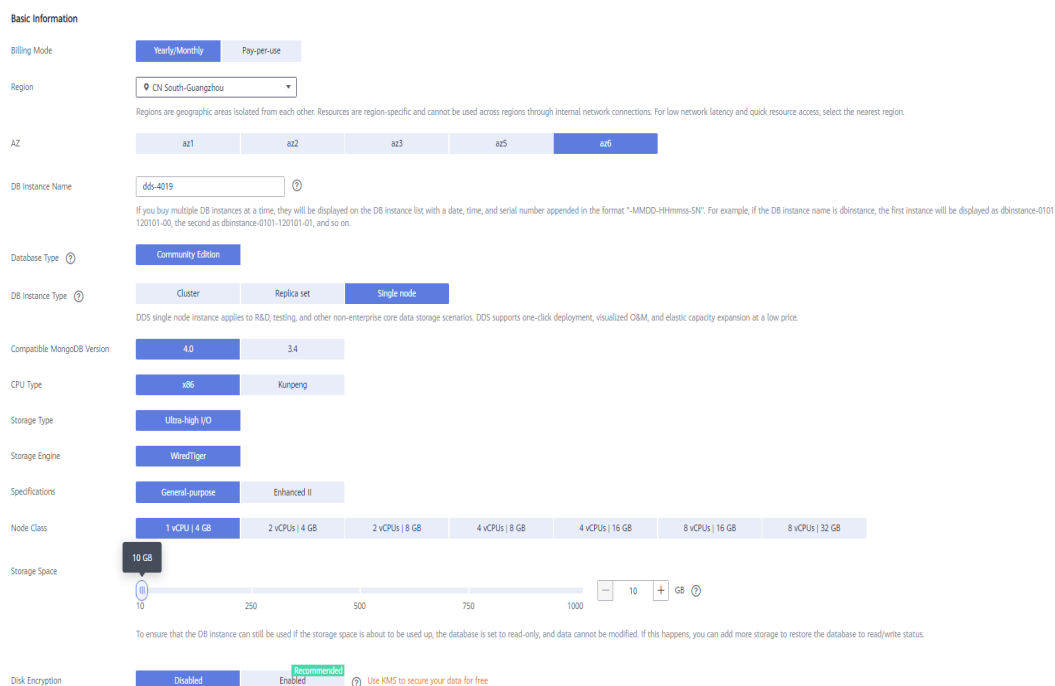 Basic Information
Billing Mode Yearly/Monthly Pay-per-use
Region CN South-Guangzhou
Regions are geographic areas isolated from each other. Resources are region-specific and cannot be used across regions through internal network connections. For low network latency and quick resource access, select the nearest region.
AZ az1 az2 az3 az5 az6
DB Instance Name dds-4019 ?
If you buy multiple DB instances at a time, they will be displayed on the DB instance list with a date, time, and serial number appended in the format "-MMDD-HHmmss-SN". For example, if the DB instance name is dbinstance, the first instance will be displayed as dbinstance-0101
120101-00, the second as dbinstance-0101-120101-01, and so on.
Database Type ? Community Edition
DB Instance Type ? Cluster Replica set Single node
DDS single node instance applies to R&D, testing, and other non-enterprise core data storage scenarios. DDS supports one-click deployment, visualized O&M, and elastic capacity expansion at a low price.
Compatible MongoDB Version 4.0 3.4
CPU Type x86 Kunpeng
Storage Type Ultra-high I/O
Storage Engine WiredTiger
Specifications General-purpose Enhanced II
Node Class 1 vCPU | 4 GB 2 vCPUs | 4 GB 2 vCPUs | 8 GB 4 vCPUs | 8 GB 4 vCPUs | 16 GB 8 vCPUs | 16 GB 8 vCPUs | 32 GB
10 GB
Storage Space
10 250 500 750 1000 − 10 + GB ?
To ensure that the DB instance can still be used if the storage space is about to be used up, the database is set to read-only, and data cannot be modified. If this happens, you can add more storage to restore the database to read/write status.
Recommended
Disk Encryption Disabled Enabled ? Use KMS to secure your data for free